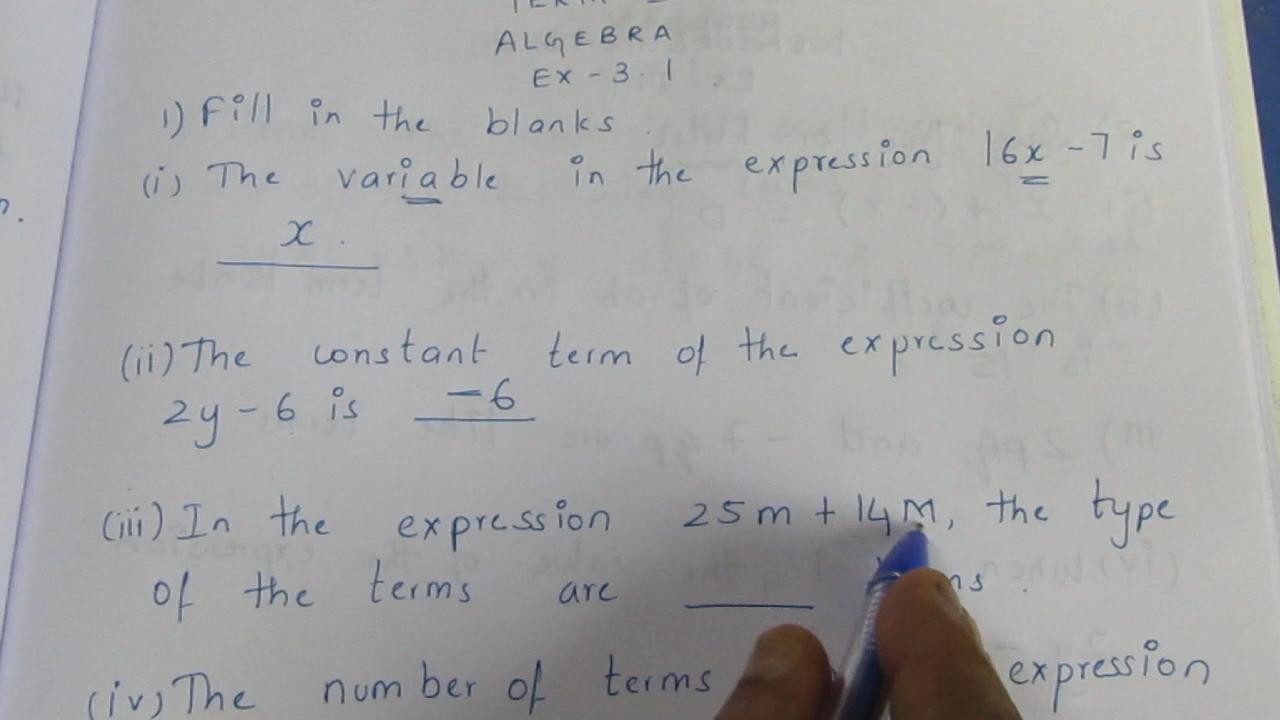 ALGEBRA
EX - 3.1
1) Fill in the blanks.
(i) The variable in the expression 16x - 7 is
x.
(ii) The constant term of the expression
2y - 6 is -6
(iii) In the expression 25m + 14M, the type
of the terms are ______
(iv) The number of terms expression